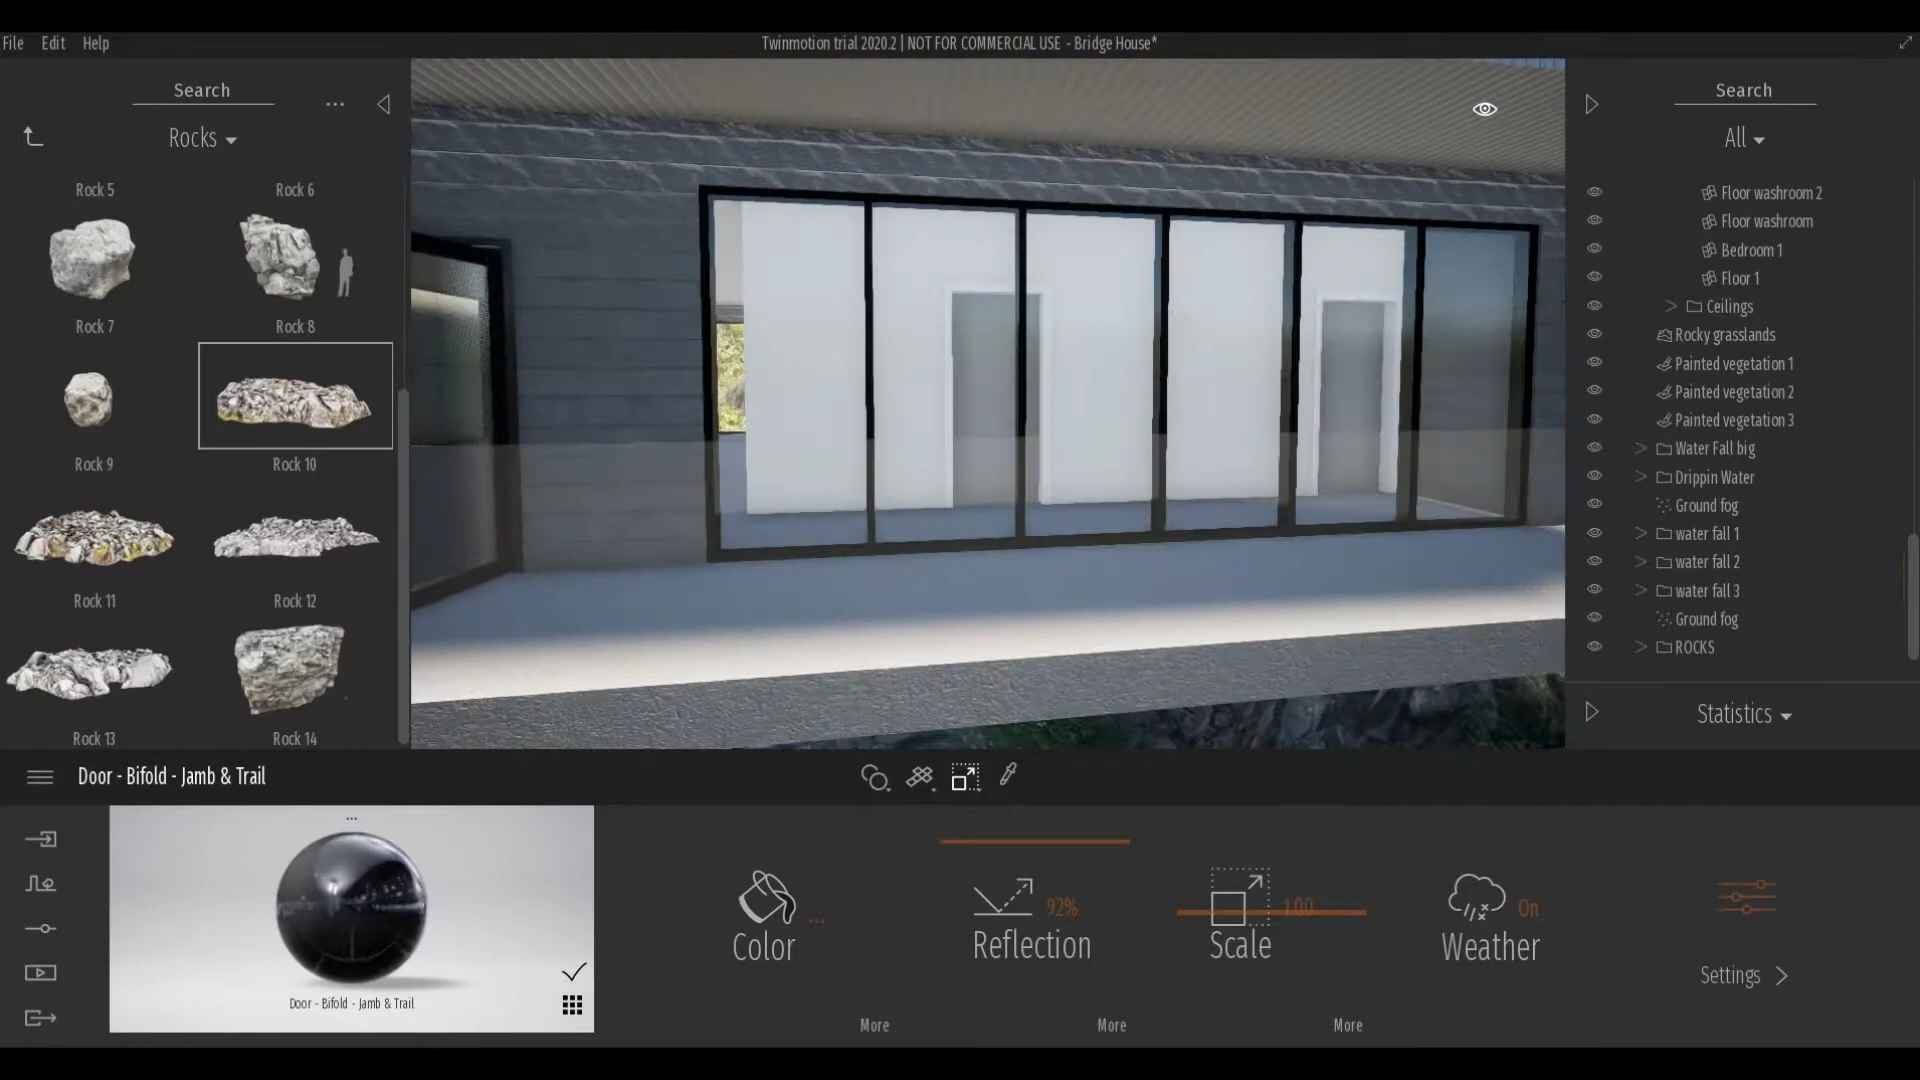 File Edit Help
Twinmotion trial 2020.2 | NOT FOR COMMERCIAL USE - Bridge House*
Search
...
Rocks
Rock 5
Rock 6
Rock 7
Rock 8
Rock 9
Rock 10
Rock 11
Rock 12
Rock 13
Rock 14
Search
All
Floor washroom 2
Floor washroom
Bedroom 1
Floor 1
Ceilings
Rocky grasslands
Painted vegetation 1
Painted vegetation 2
Painted vegetation 3
Water Fall big
Drippin Water
Ground fog
water fall 1
water fall 2
water fall 3
Ground fog
ROCKS
Statistics
Door - Bifold - Jamb & Trail
...
Door - Bifold - Jamb & Trail
...
Color
More
92%
Reflection
More
1.00
Scale
More
On
Weather
Settings